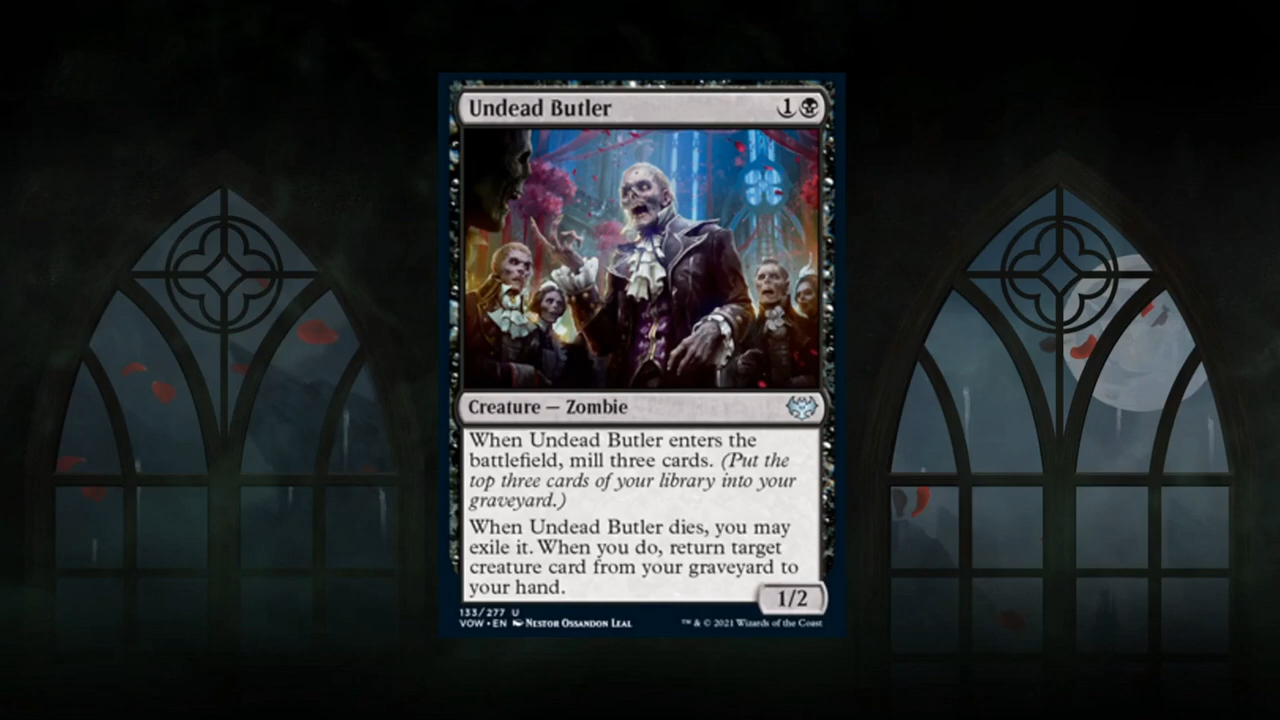 Undead Butler 1
Creature — Zombie
When Undead Butler enters the
battlefield, mill three cards. (Put the
top three cards of your library into your
graveyard.)
When Undead Butler dies, you may
exile it. When you do, return target
creature card from your graveyard to
your hand.
1/2
133/277 U
VOW • EN Nestor Ossandon Leal ™ & © 2021 Wizards of the Coast